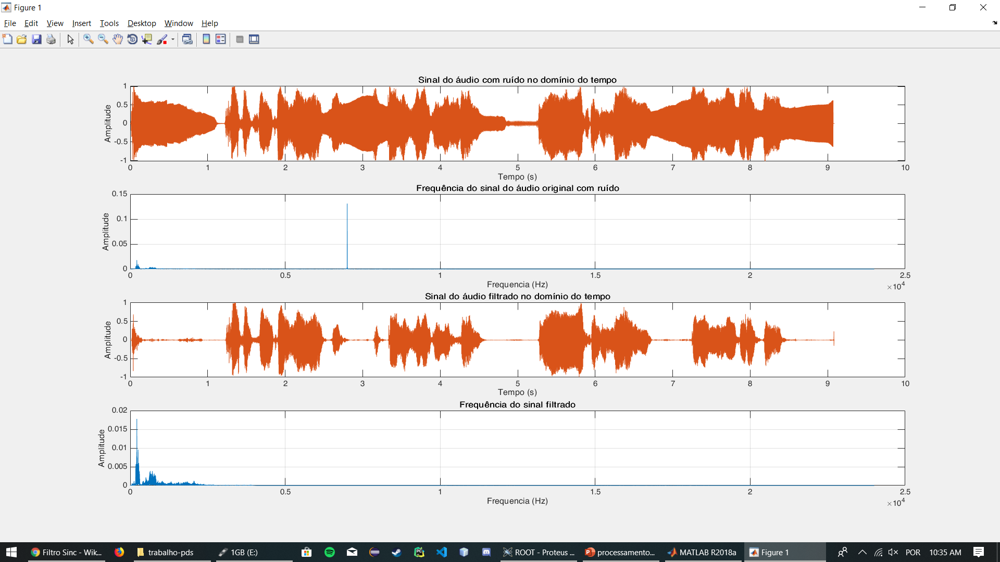 Figure 1
File Edit View Insert Tools Desktop Window Help
Sinal do áudio com ruído no domínio do tempo
Amplitude
1
0.5
0
-0.5
-1
0 1 2 3 4 5 6 7 8 9 10
Tempo (s)
Frequência do sinal do áudio original com ruído
Amplitude
0.15
0.1
0.05
0
0 0.5 1 1.5 2 2.5
×10^4
Frequencia (Hz)
Sinal do áudio filtrado no domínio do tempo
Amplitude
1
0.5
0
-0.5
-1
0 1 2 3 4 5 6 7 8 9 10
Tempo (s)
Frequência do sinal filtrado
Amplitude
0.02
0.015
0.01
0.005
0
0 0.5 1 1.5 2 2.5
×10^4
Frequencia (Hz)
Filtro Sinc - Wik... trabalho-pds 1GB (E:) ROOT - Proteus ... processamento... MATLAB R2018a Figure 1 POR 10:35 AM